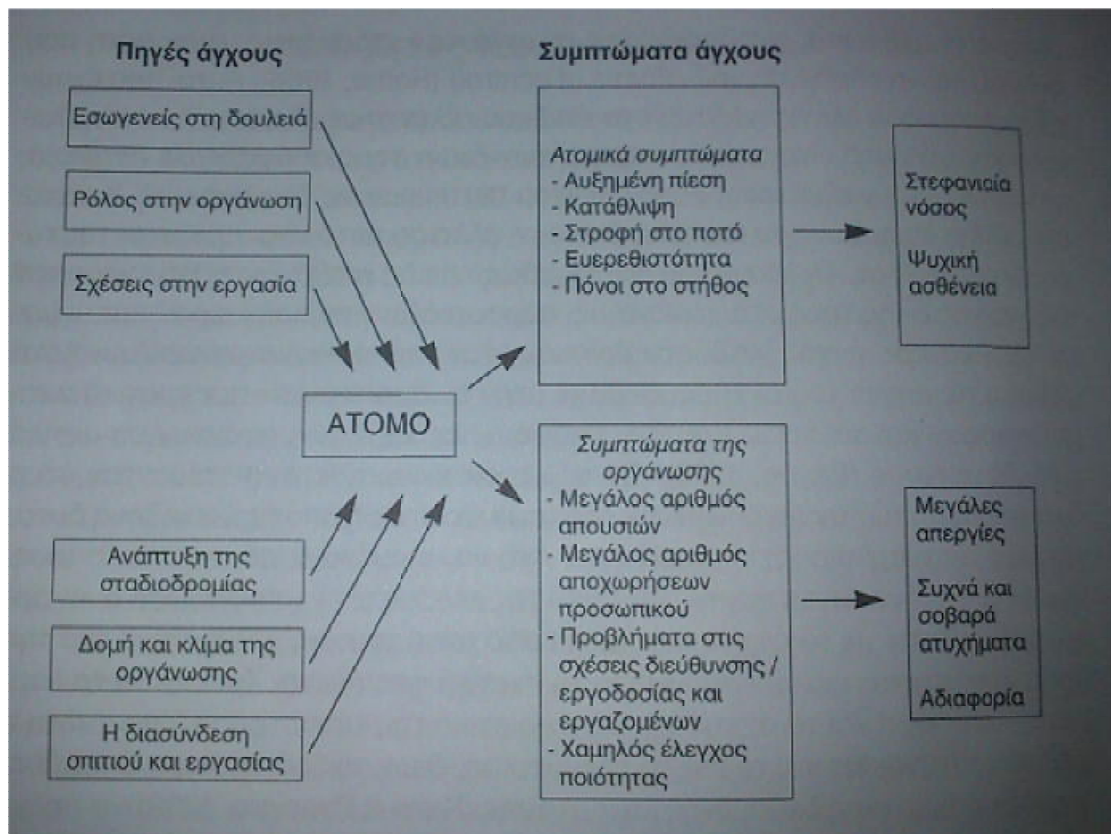 Πηγές άγχους
Εσωγενείς στη δουλειά
Ρόλος στην οργάνωση
Σχέσεις στην εργασία
ΑΤΟΜΟ
Ανάπτυξη της
σταδιοδρομίας
Δομή και κλίμα της
οργάνωσης
Η διασύνδεση
σπιτιού και εργασίας
Συμπτώματα άγχους
Ατομικά συμπτώματα
- Αυξημένη πίεση
- Κατάθλιψη
- Στροφή στο ποτό
- Ευερεθιστότητα
- Πόνοι στο στήθος
Στεφανιαία
νόσος
Ψυχική
ασθένεια
Συμπτώματα της
οργάνωσης
- Μεγάλος αριθμός
απουσιών
- Μεγάλος αριθμός
αποχωρήσεων
προσωπικού
- Προβλήματα στις
σχέσεις διεύθυνσης /
εργοδοσίας και
εργαζομένων
- Χαμηλός έλεγχος
ποιότητας
Μεγάλες
απεργίες
Συχνά και
σοβαρά
ατυχήματα
Αδιαφορία